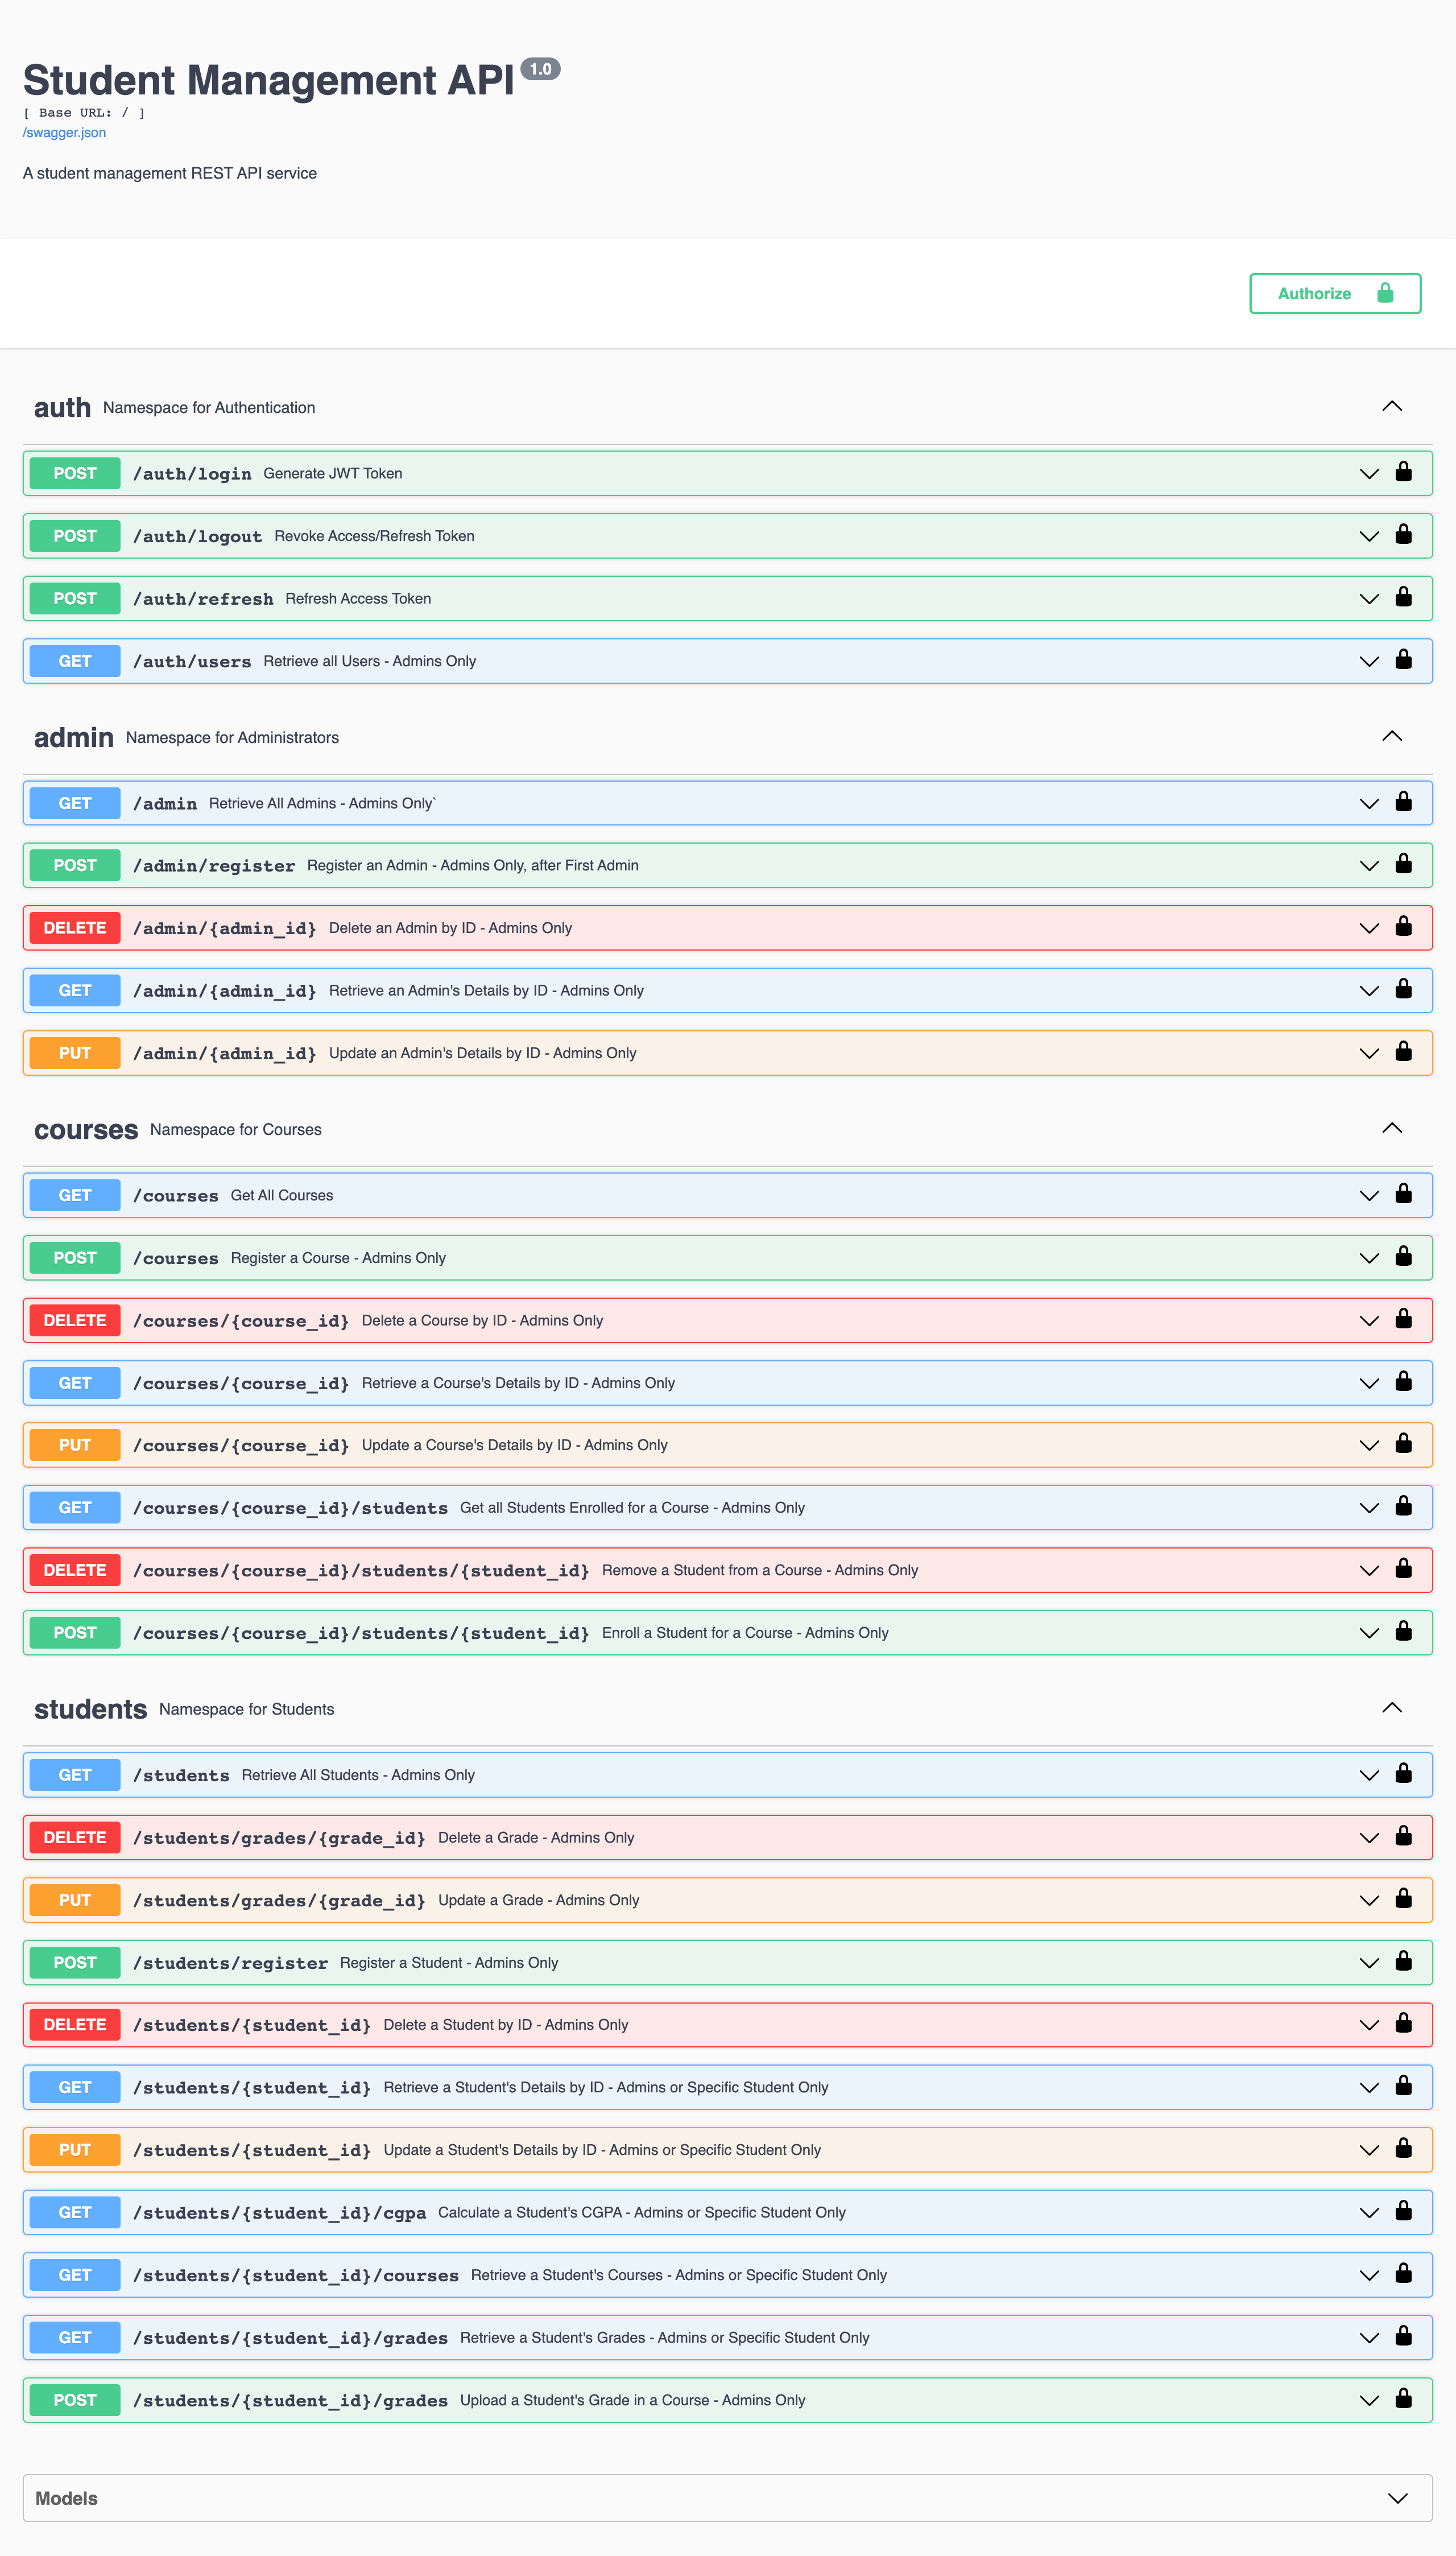 Student Management API 1.0
[ Base URL: / ]
/swagger.json
A student management REST API service
Authorize
auth Namespace for Authentication
POST /auth/login Generate JWT Token
POST /auth/logout Revoke Access/Refresh Token
POST /auth/refresh Refresh Access Token
GET /auth/users Retrieve all Users - Admins Only
admin Namespace for Administrators
GET /admin Retrieve All Admins - Admins Only`
POST /admin/register Register an Admin - Admins Only, after First Admin
DELETE /admin/{admin_id} Delete an Admin by ID - Admins Only
GET /admin/{admin_id} Retrieve an Admin's Details by ID - Admins Only
PUT /admin/{admin_id} Update an Admin's Details by ID - Admins Only
courses Namespace for Courses
GET /courses Get All Courses
POST /courses Register a Course - Admins Only
DELETE /courses/{course_id} Delete a Course by ID - Admins Only
GET /courses/{course_id} Retrieve a Course's Details by ID - Admins Only
PUT /courses/{course_id} Update a Course's Details by ID - Admins Only
GET /courses/{course_id}/students Get all Students Enrolled for a Course - Admins Only
DELETE /courses/{course_id}/students/{student_id} Remove a Student from a Course - Admins Only
POST /courses/{course_id}/students/{student_id} Enroll a Student for a Course - Admins Only
students Namespace for Students
GET /students Retrieve All Students - Admins Only
DELETE /students/grades/{grade_id} Delete a Grade - Admins Only
PUT /students/grades/{grade_id} Update a Grade - Admins Only
POST /students/register Register a Student - Admins Only
DELETE /students/{student_id} Delete a Student by ID - Admins Only
GET /students/{student_id} Retrieve a Student's Details by ID - Admins or Specific Student Only
PUT /students/{student_id} Update a Student's Details by ID - Admins or Specific Student Only
GET /students/{student_id}/cgpa Calculate a Student's CGPA - Admins or Specific Student Only
GET /students/{student_id}/courses Retrieve a Student's Courses - Admins or Specific Student Only
GET /students/{student_id}/grades Retrieve a Student's Grades - Admins or Specific Student Only
POST /students/{student_id}/grades Upload a Student's Grade in a Course - Admins Only
Models